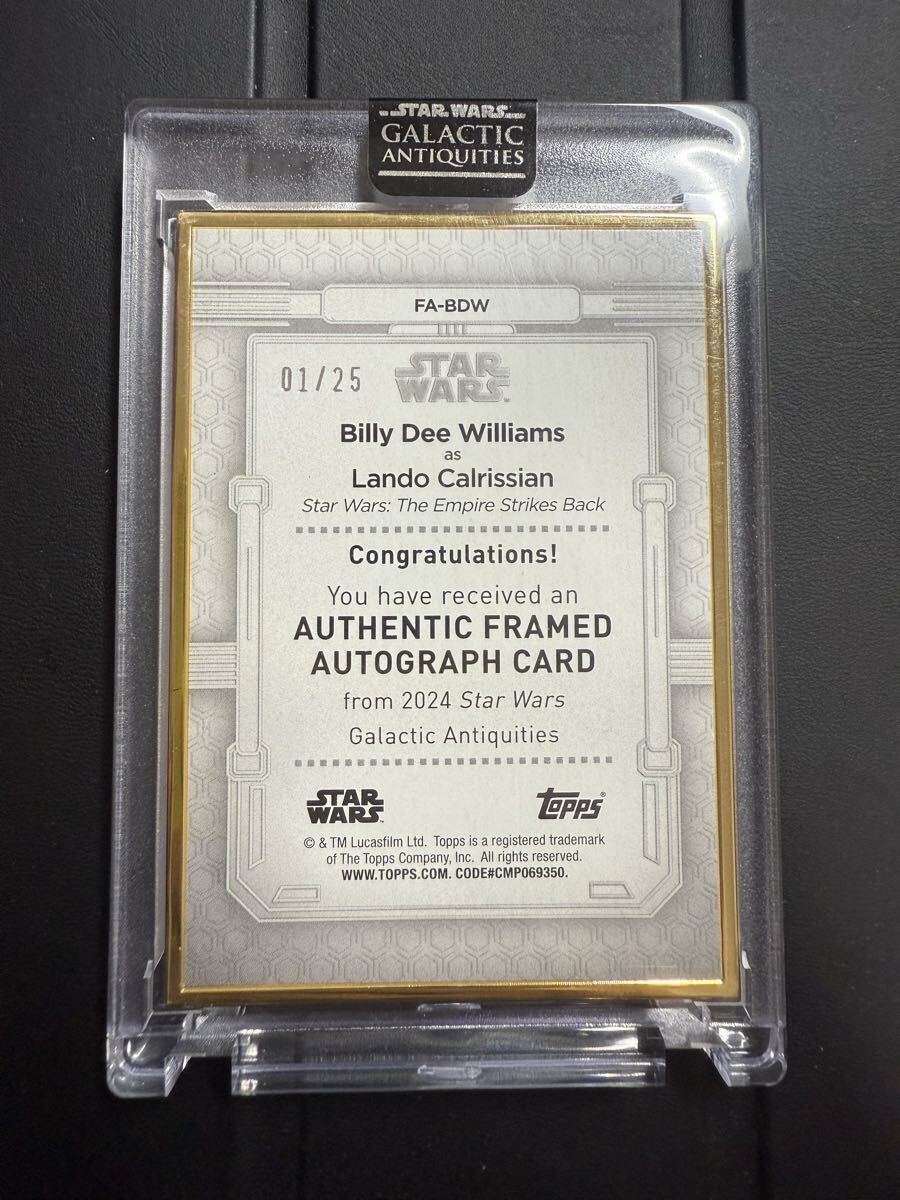 STAR WARS
GALACTIC
ANTIQUITIES
FA-BDW
01/25
STAR
WARS™
Billy Dee Williams
as
Lando Calrissian
Star Wars: The Empire Strikes Back
Congratulations!
You have received an
AUTHENTIC FRAMED
AUTOGRAPH CARD
from 2024 Star Wars
Galactic Antiquities
STAR
WARS™
Topps®
© & TM Lucasfilm Ltd. Topps is a registered trademark
of The Topps Company, Inc. All rights reserved.
WWW.TOPPS.COM. CODE#CMP069350.